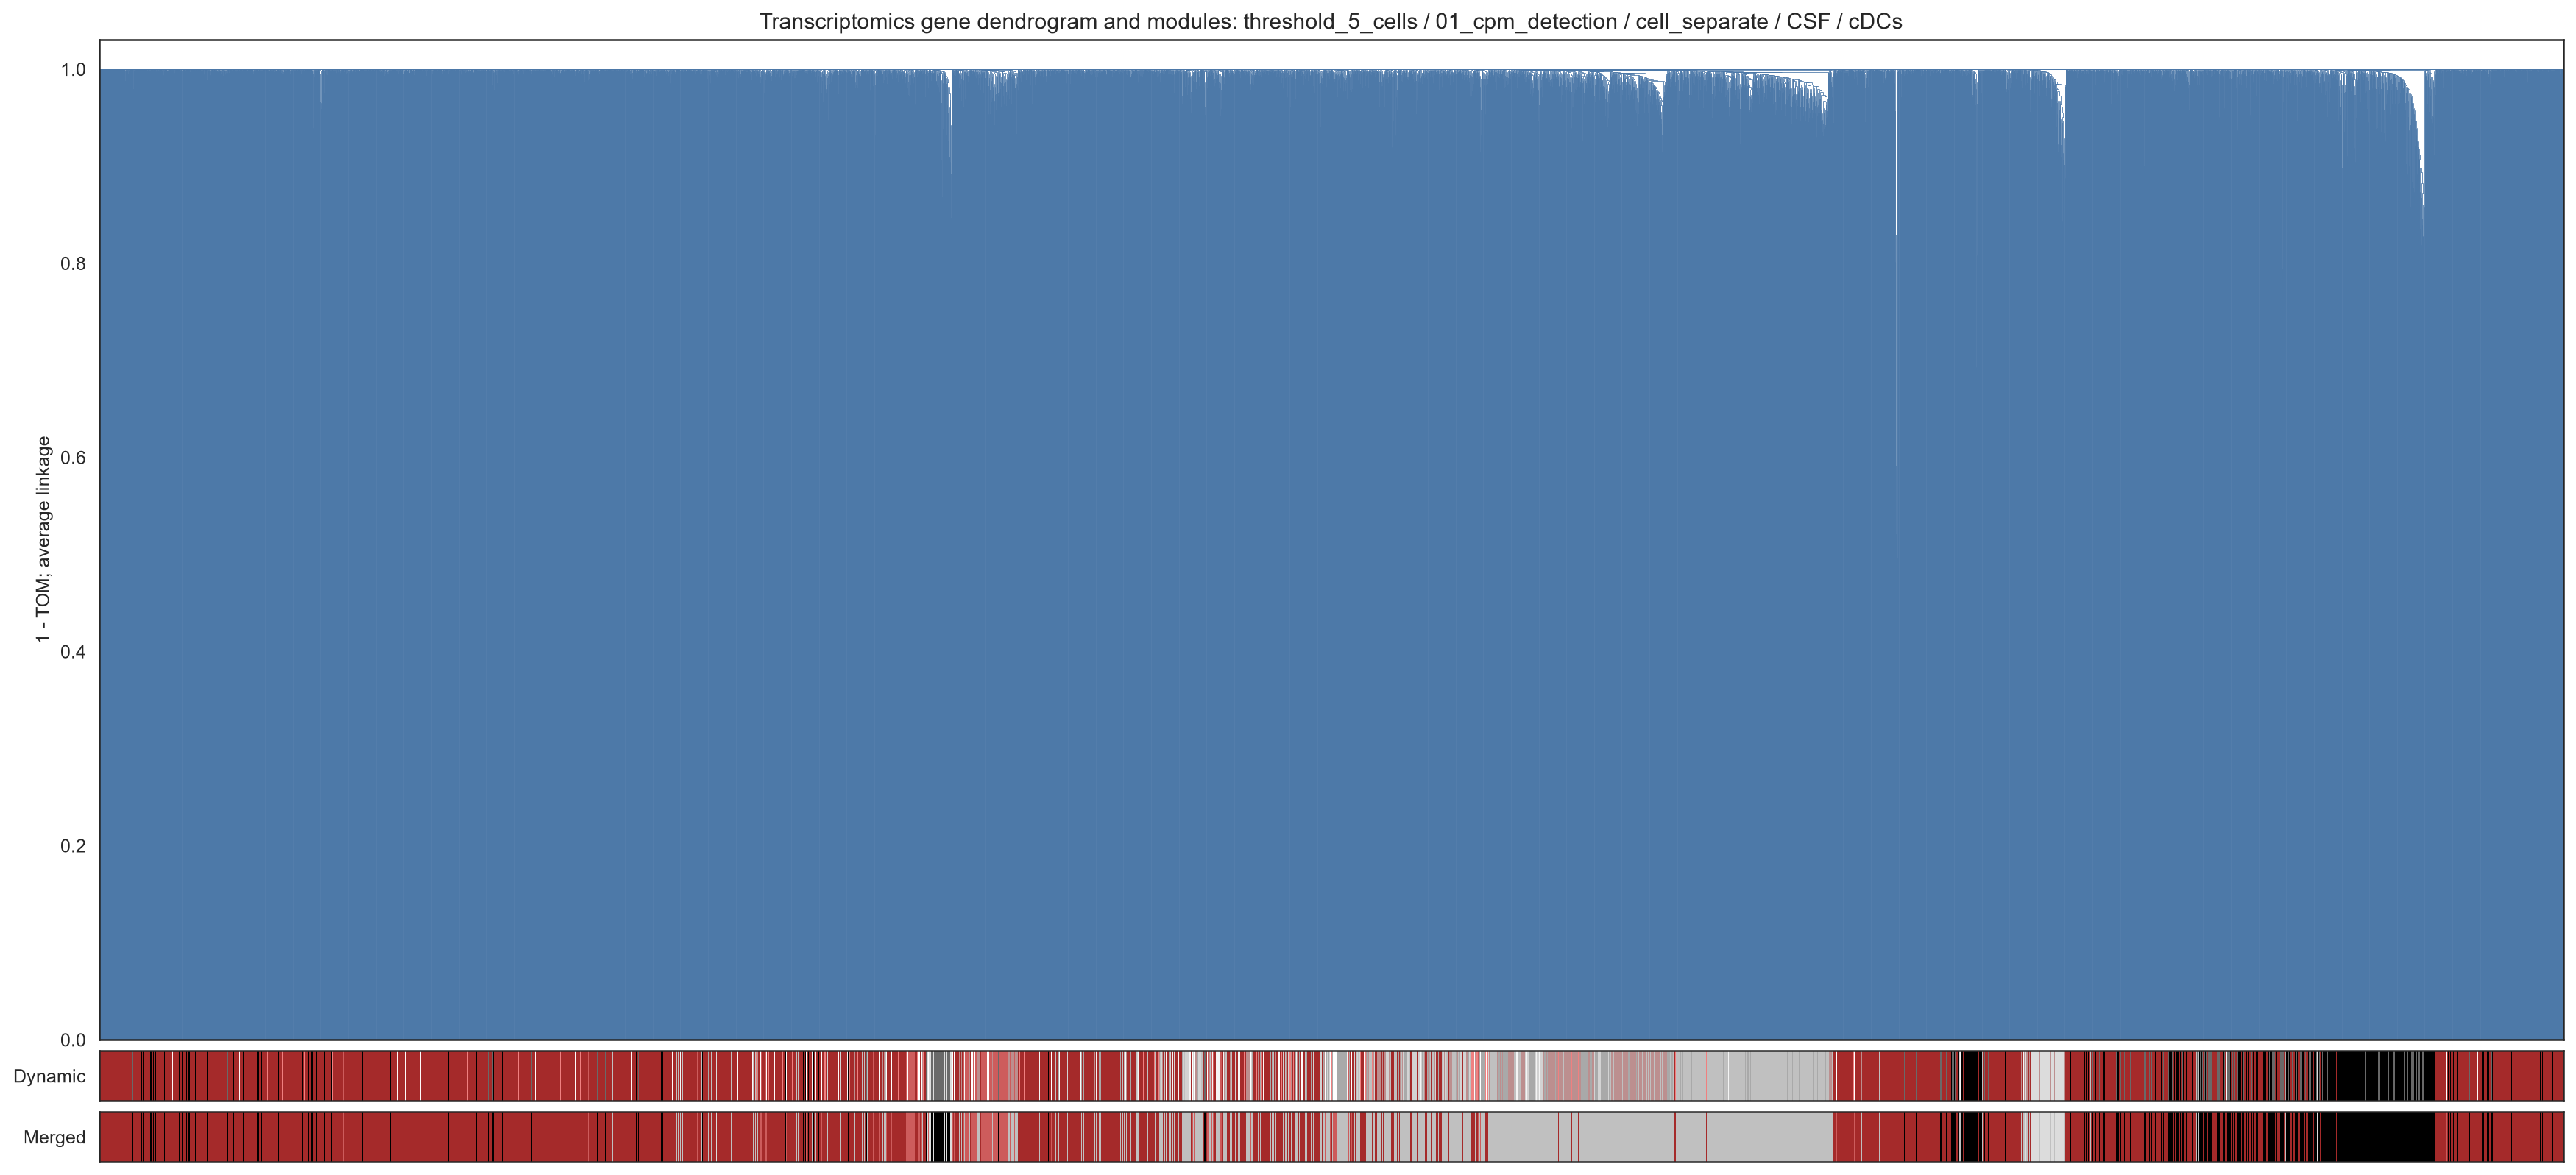 Transcriptomics gene dendrogram and modules: threshold_5_cells / 01_cpm_detection / cell_separate / CSF / cDCs
1.0
0.8
0.6
0.4
0.2
0.0
1 - TOM; average linkage
Dynamic
Merged